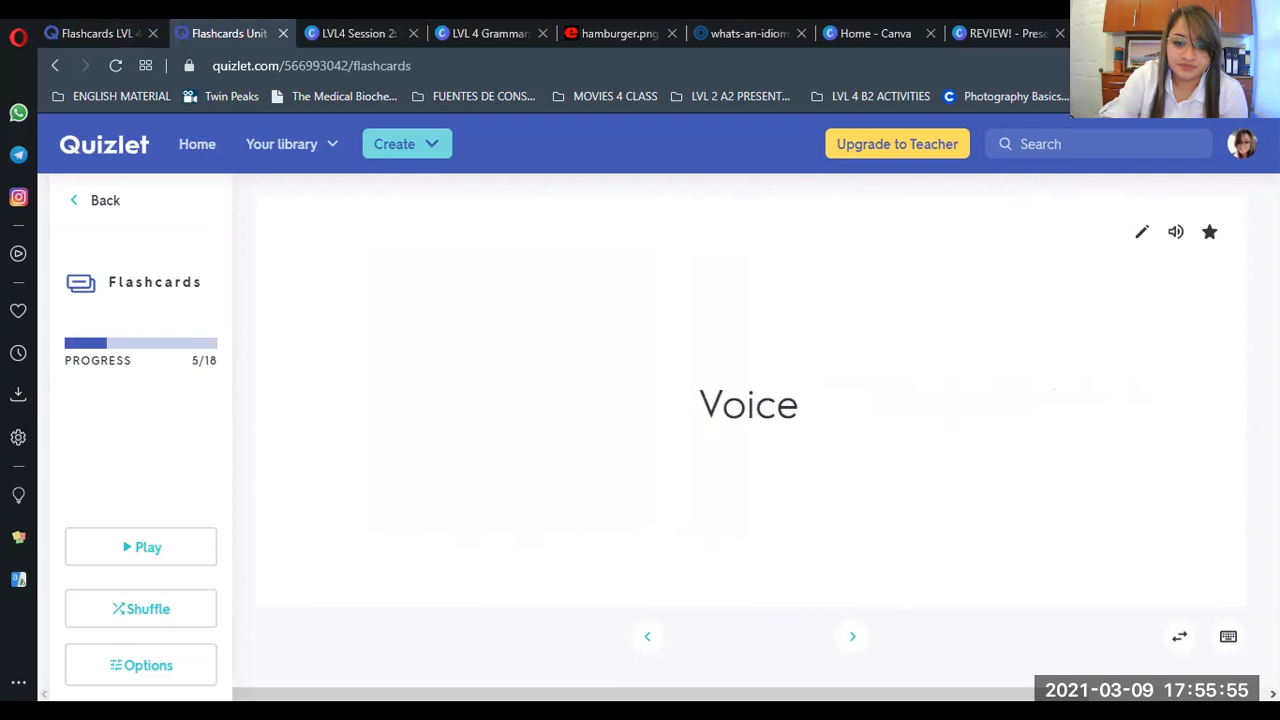 Flashcards LVL 4
Flashcards Unit
LVL4 Session 2:
LVL 4 Grammar
hamburger.png
whats-an-idiom
Home - Canva
REVIEW! - Prese
quizlet.com/566993042/flashcards
ENGLISH MATERIAL
Twin Peaks
The Medical Bioche...
FUENTES DE CONS...
MOVIES 4 CLASS
LVL 2 A2 PRESENT...
LVL 4 B2 ACTIVITIES
Photography Basics...
Quizlet
Home
Your library
Create
Upgrade to Teacher
Search
Back
Flashcards
PROGRESS
5/18
Voice
Play
Shuffle
Options
2021-03-09 17:55:55